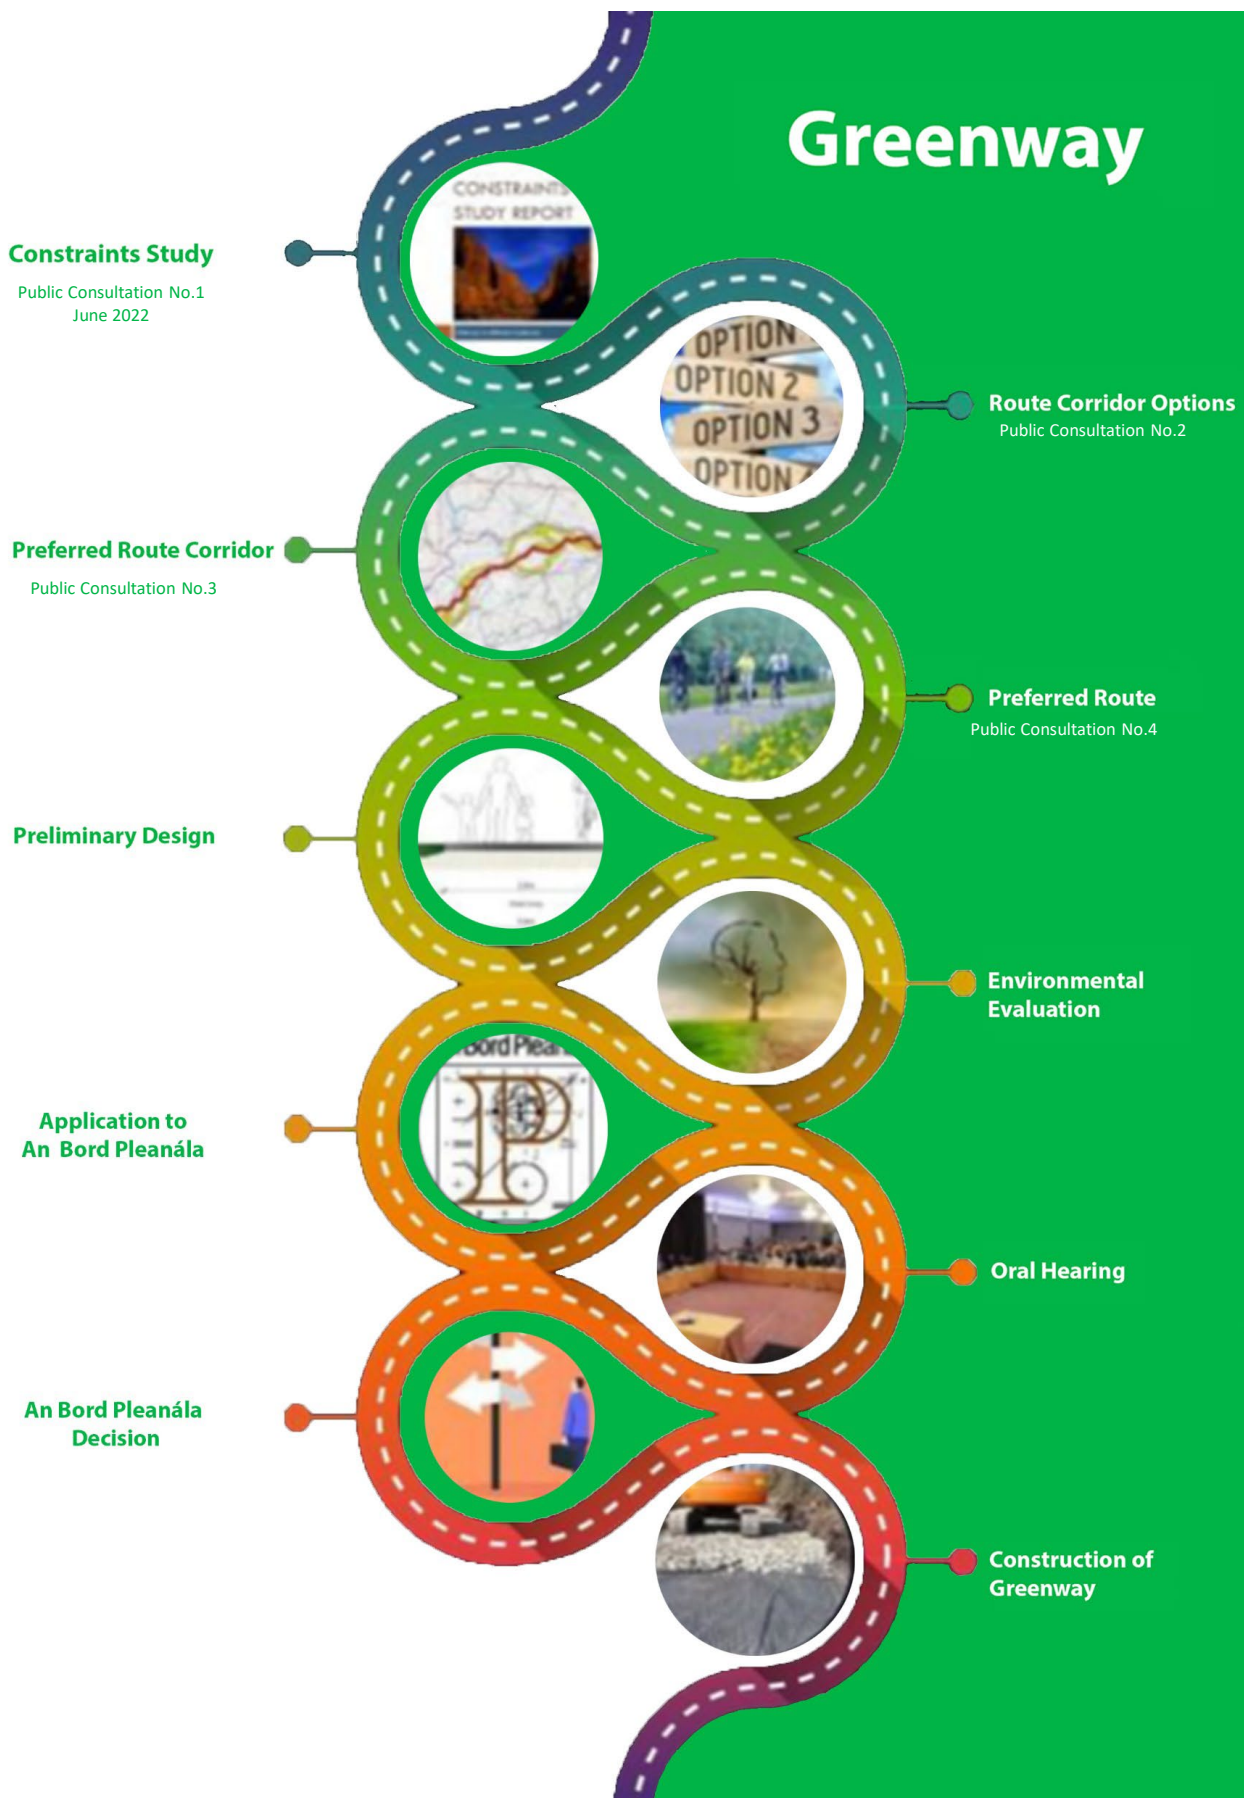 Greenway
CONSTRAINTS
STUDY REPORT
Constraints Study
Public Consultation No.1
June 2022
OPTION
OPTION 2
OPTION 3
OPTION
Route Corridor Options
Public Consultation No.2
Preferred Route Corridor
Public Consultation No.3
Preferred Route
Public Consultation No.4
Preliminary Design
Environmental
Evaluation
Bord Plean
P
Application to
An Bord Pleanála
Oral Hearing
An Bord Pleanála
Decision
Construction of
Greenway